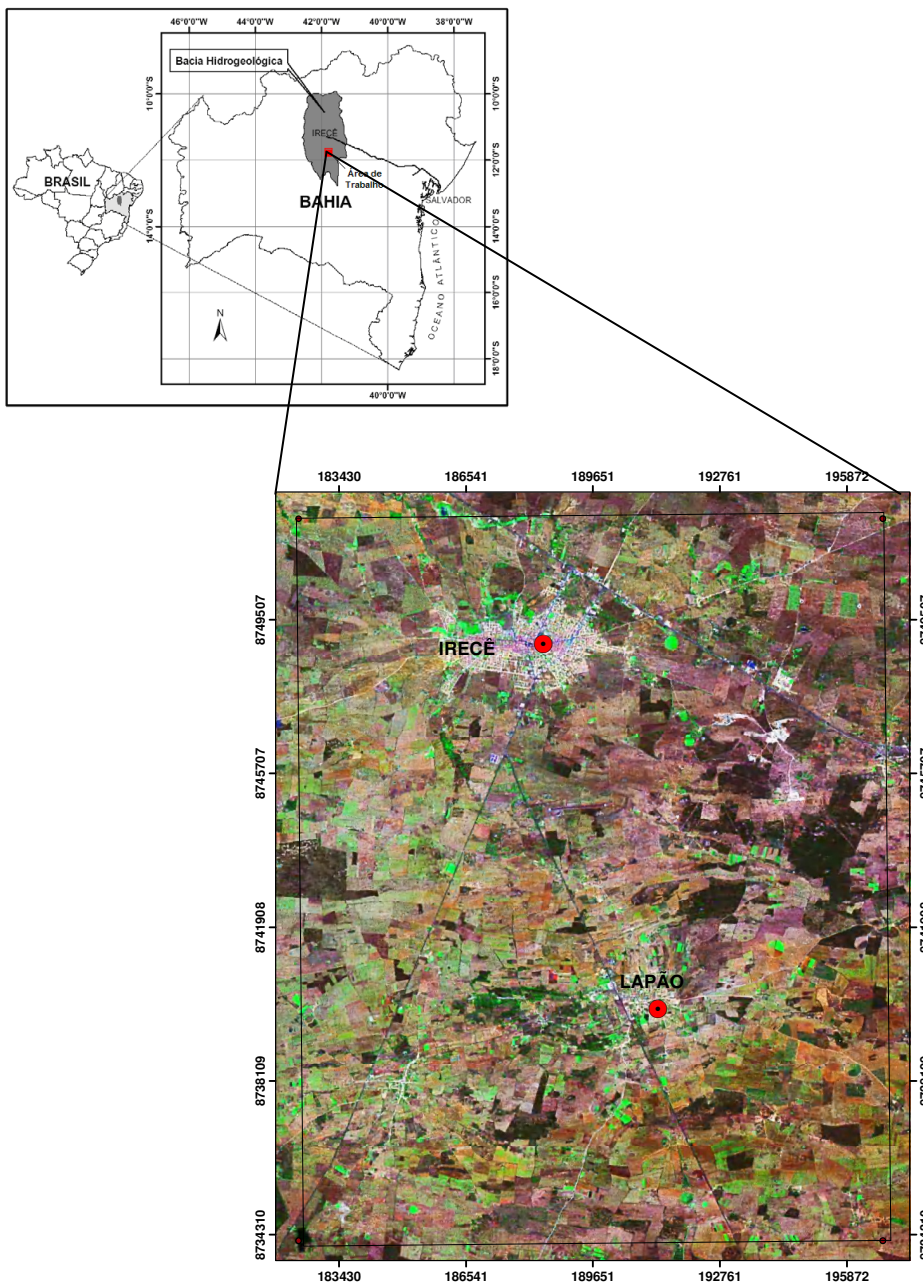 46°0'0"W 44°0'0"W 42°0'0"W 40°0'0"W 38°0'0"W
Bacia Hidrogeológica
10°0'0"S 10°0'0"S
IRECÊ
12°0'0"S
Área de
Trabalho
BRASIL
BAHIA
SALVADOR
14°0'0"S 14°0'0"S
OCEANO ATLÂNTICO
N
16°0'0"S
18°0'0"S
40°0'0"W
183430 186541 189651 192761 195872
8749507
IRECÊ
8745707
8741908
LAPÃO
8738109
8734310
183430 186541 189651 192761 195872